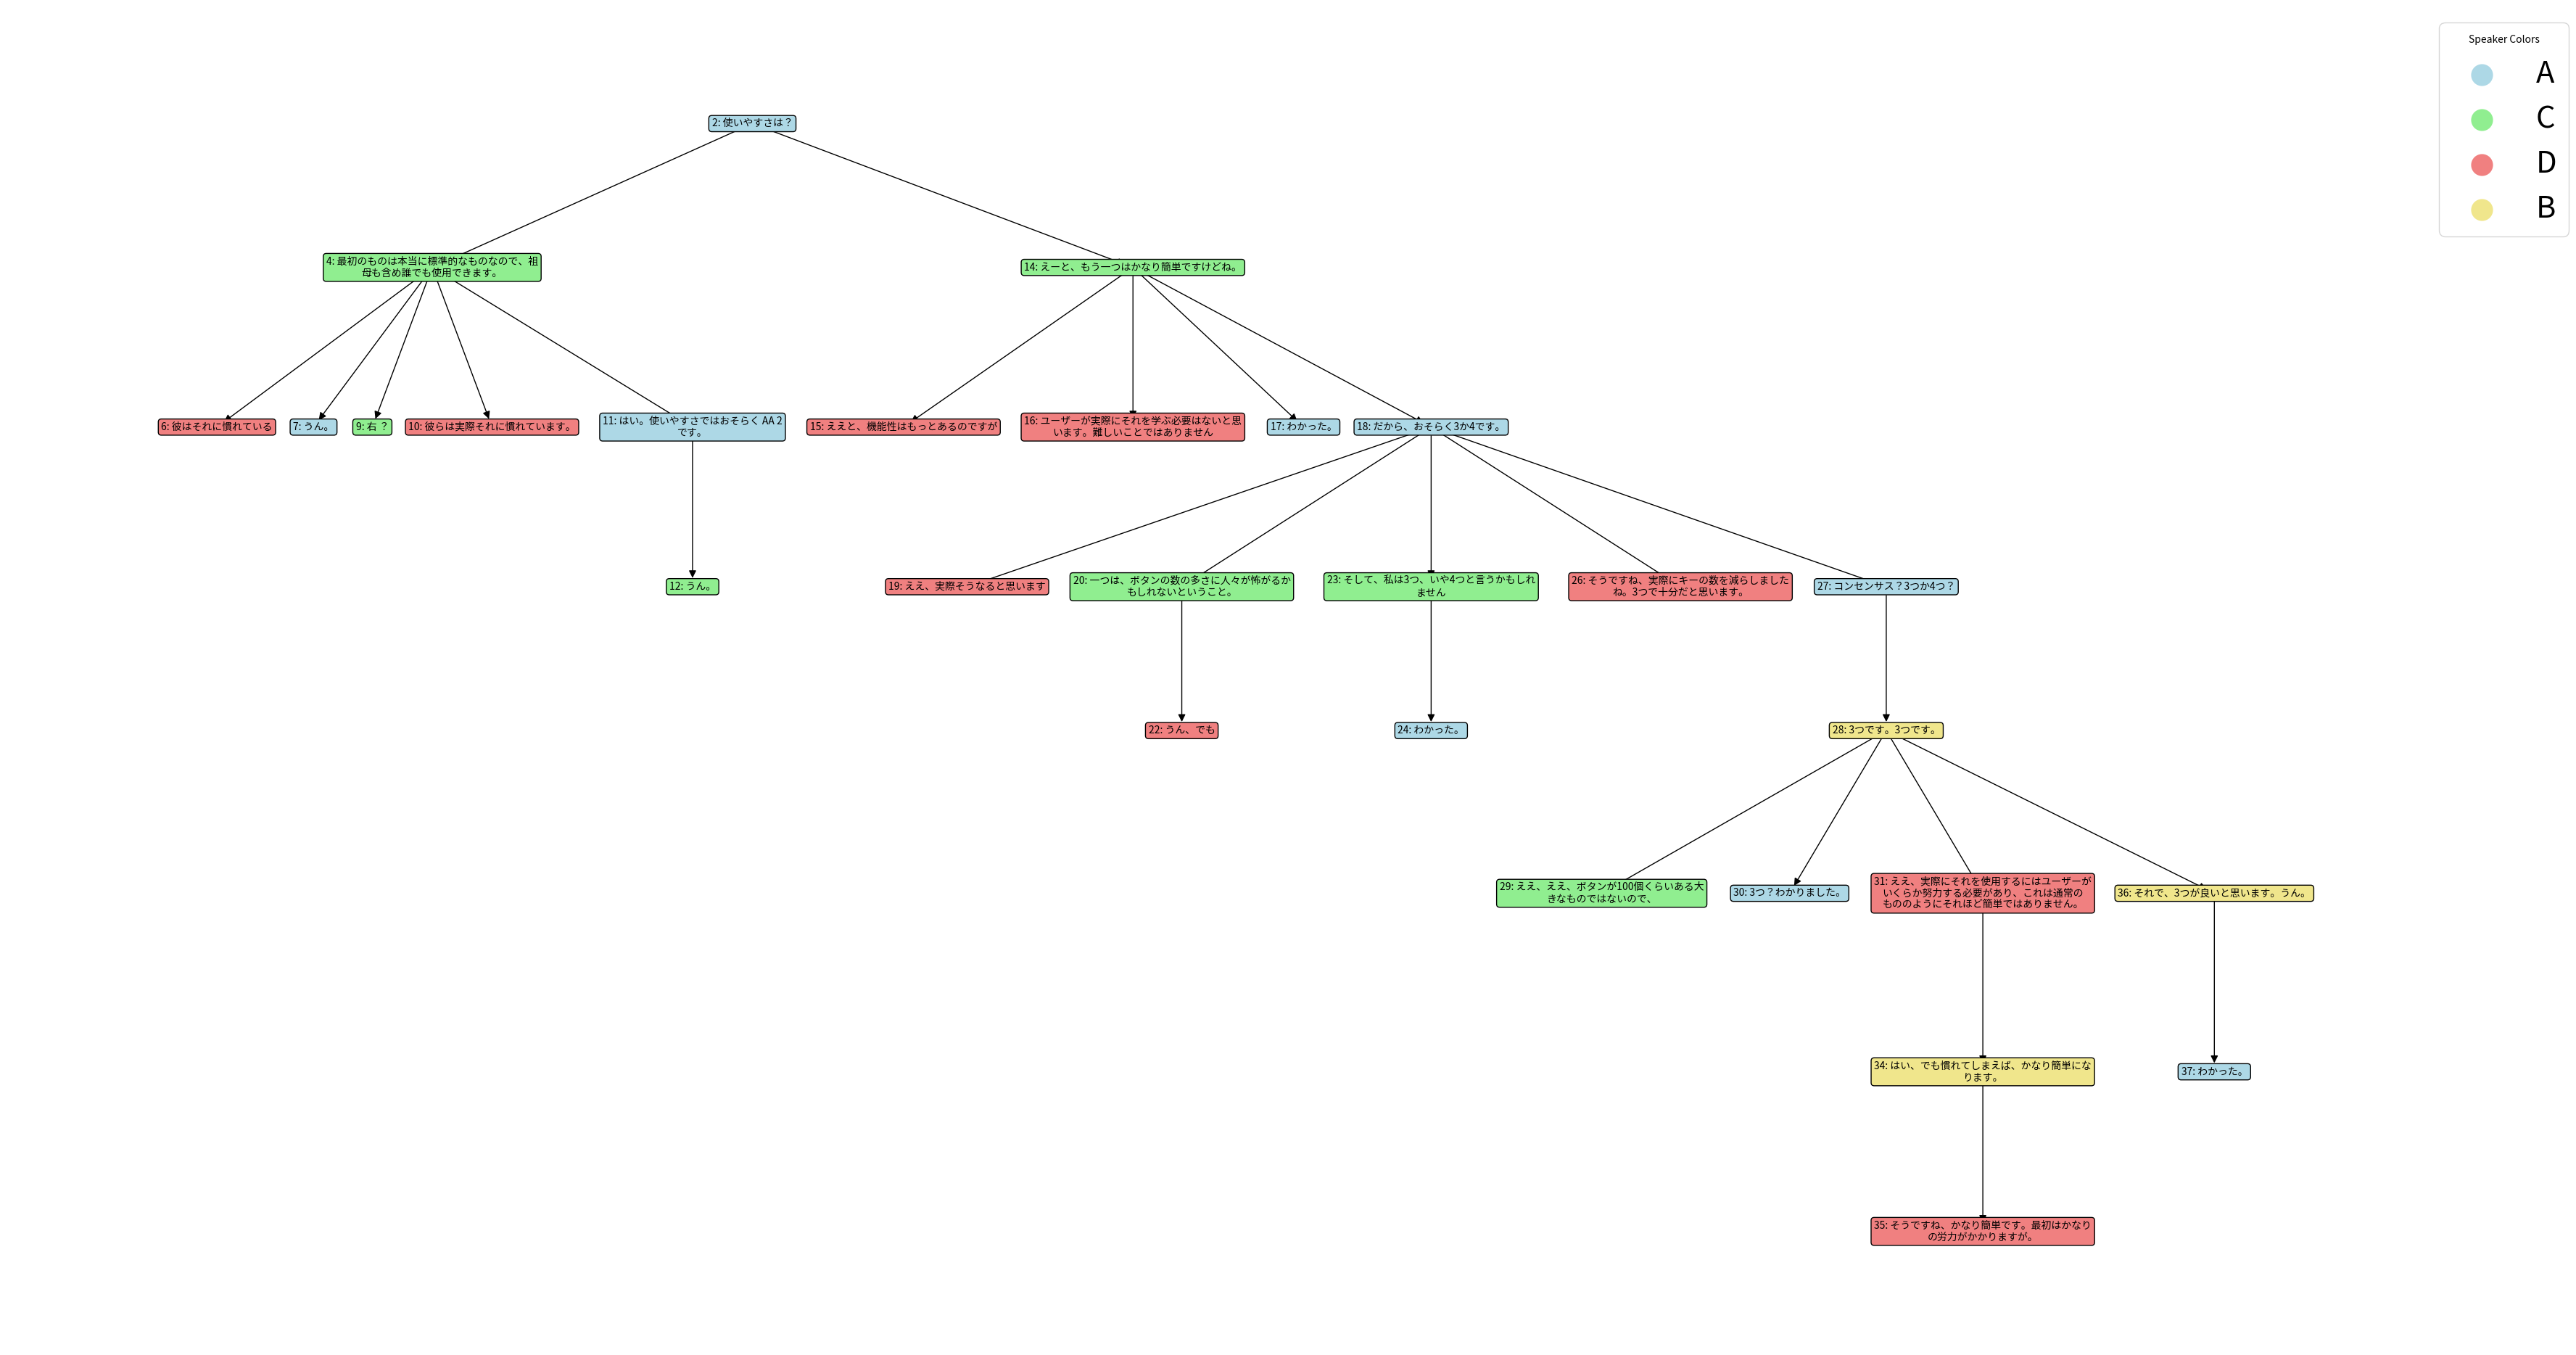 Speaker Colors
A
C
D
B
2: 使いやすさは？
4: 最初のものは本当に標準的なものなので、祖
母も含め誰でも使用できます。
14: えーと、もう一つはかなり簡単ですけどね。
6: 彼はそれに慣れている
7: うん。
9: 右 ？
10: 彼らは実際それに慣れています。
11: はい。使いやすさではおそらく AA 2
です。
15: ええと、機能性はもっとあるのですが
16: ユーザーが実際にそれを学ぶ必要はないと思
います。難しいことではありません
17: わかった。
18: だから、おそらく3か4です。
12: うん。
19: ええ、実際そうなると思います
20: 一つは、ボタンの数の多さに人々が怖がるか
もしれないということ。
23: そして、私は3つ、いや4つと言うかもしれ
ません
26: そうですね、実際にキーの数を減らしました
ね。3つで十分だと思います。
27: コンセンサス？3つか4つ？
22: うん、でも
24: わかった。
28: 3つです。3つです。
29: ええ、ええ、ボタンが100個くらいある大
きなものではないので、
30: 3つ？わかりました。
31: ええ、実際にそれを使用するにはユーザーが
いくらか努力する必要があり、これは通常の
もののようにそれほど簡単ではありません。
36: それで、3つが良いと思います。うん。
34: はい、でも慣れてしまえば、かなり簡単にな
ります。
37: わかった。
35: そうですね、かなり簡単です。最初はかなり
の労力がかかりますが。